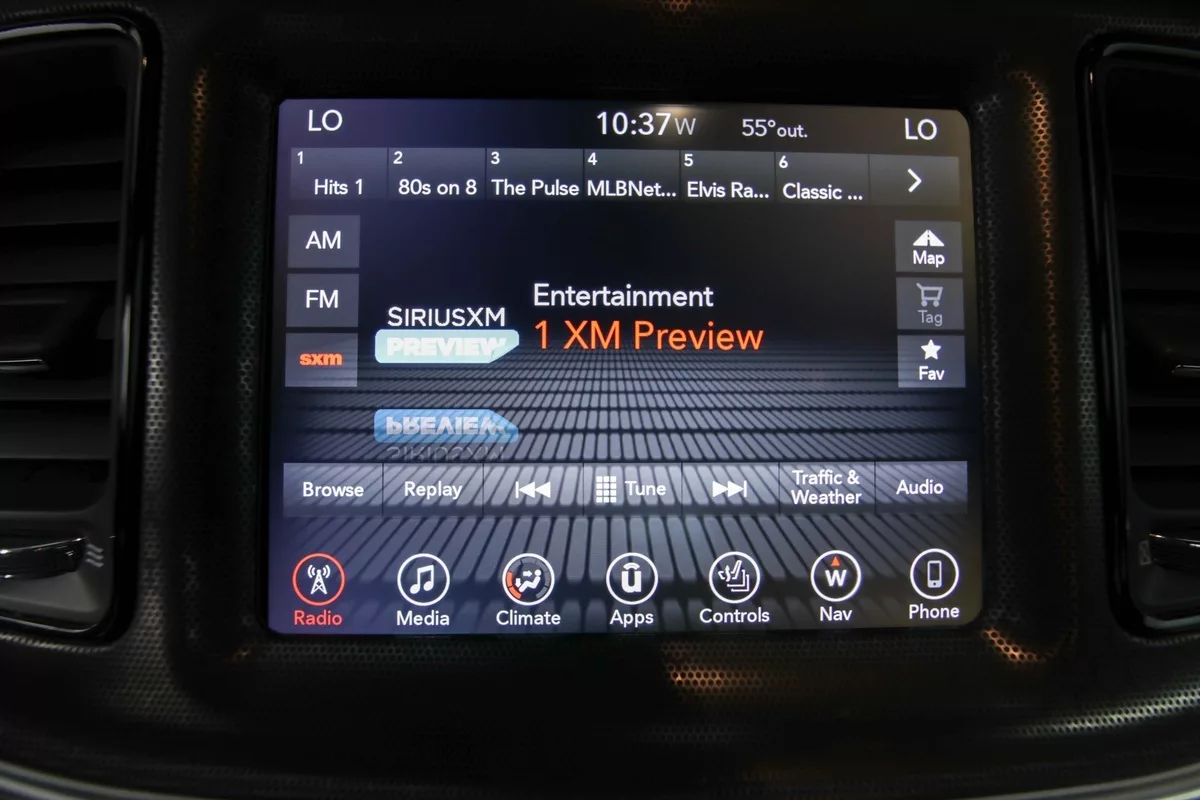 LO 10:37 W 55° out. LO
1 2 3 4 5 6
Hits 1 80s on 8 The Pulse MLBNet... Elvis Ra... Classic ...
AM
Map
Entertainment
FM
SIRIUSXM
1 XM Preview
Tag
PREVIEW
sxm
Fav
PREVIEW
SIRIUSXM
Browse Replay Tune Traffic & Weather Audio
W
Radio Media Climate Apps Controls Nav Phone